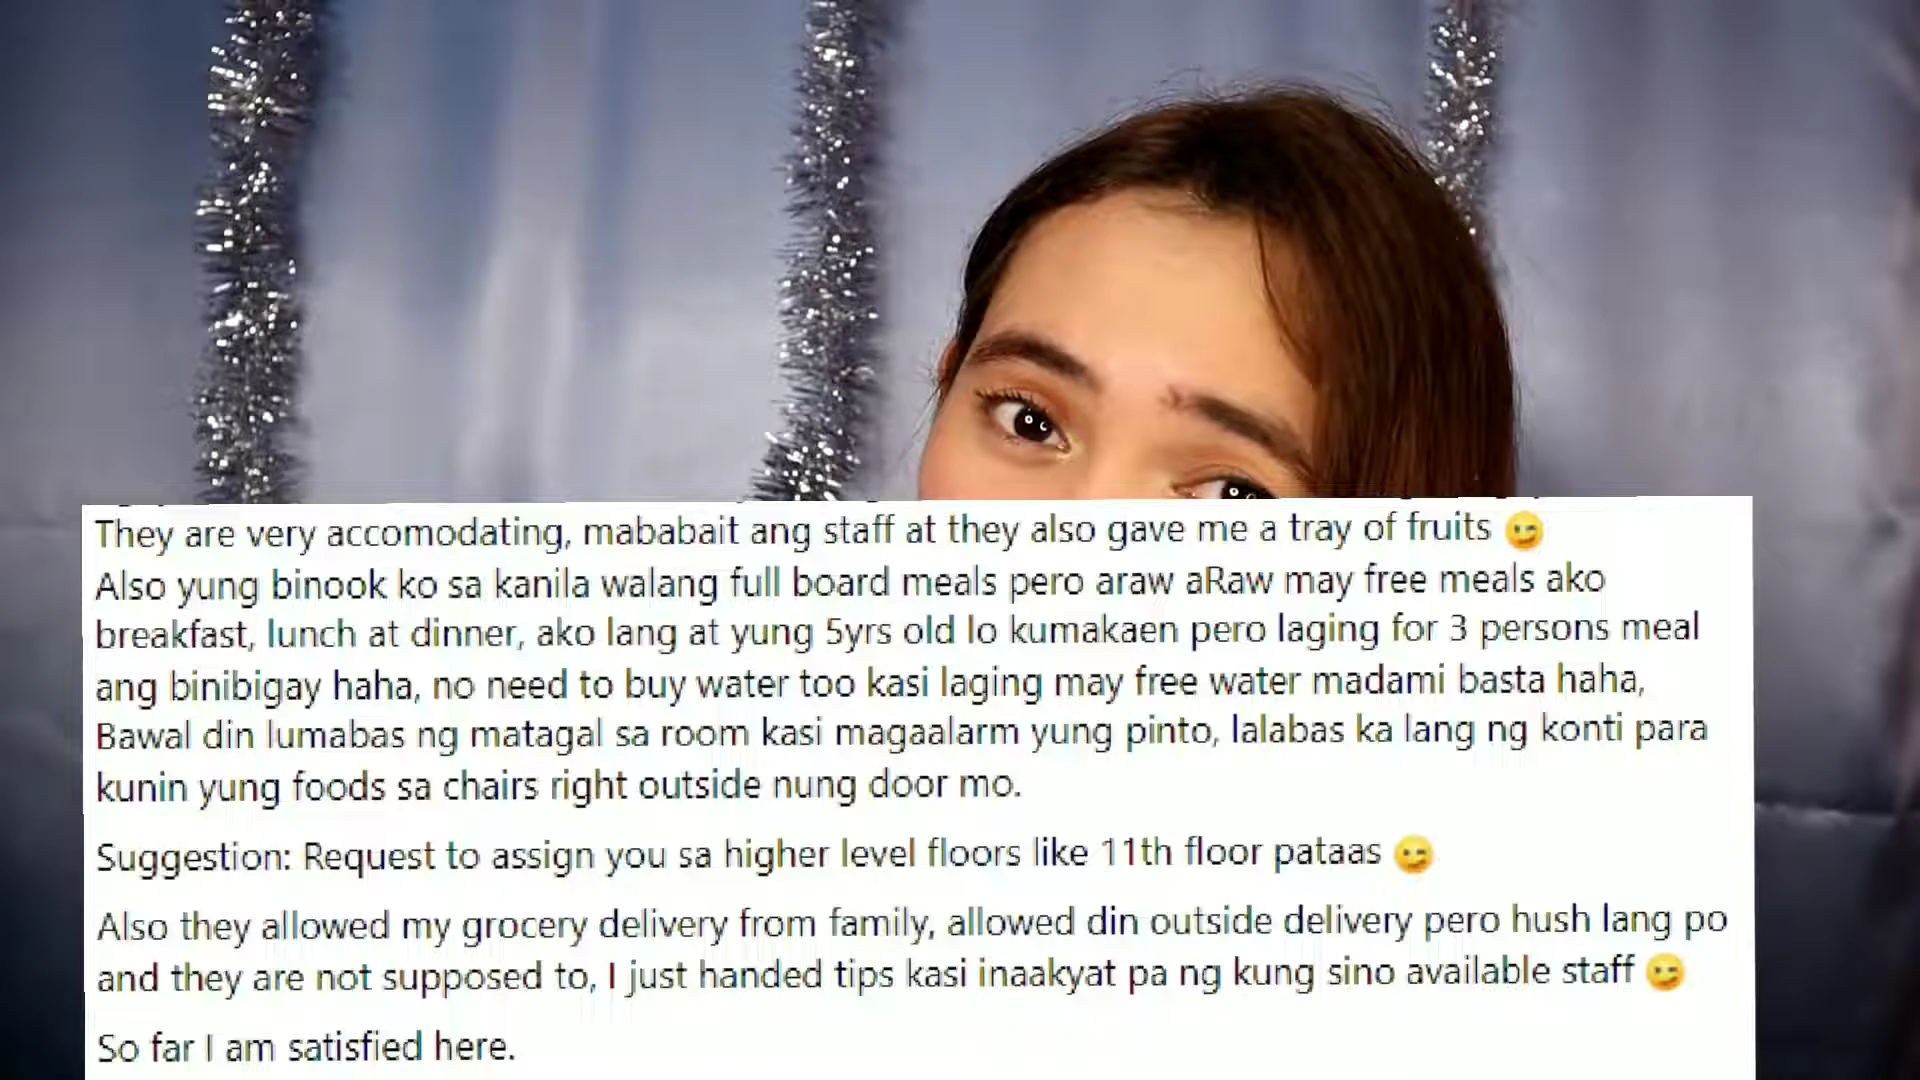 They are very accomodating, mababait ang staff at they also gave me a tray of fruits 😉
Also yung binook ko sa kanila walang full board meals pero araw aRaw may free meals ako
breakfast, lunch at dinner, ako lang at yung 5yrs old lo kumakaen pero laging for 3 persons meal
ang binibigay haha, no need to buy water too kasi laging may free water madami basta haha,
Bawal din lumabas ng matagal sa room kasi magaalarm yung pinto, lalabas ka lang ng konti para
kunin yung foods sa chairs right outside nung door mo.
Suggestion: Request to assign you sa higher level floors like 11th floor pataas 😉
Also they allowed my grocery delivery from family, allowed din outside delivery pero hush lang po
and they are not supposed to, I just handed tips kasi inaakyat pa ng kung sino available staff 😉
So far I am satisfied here.